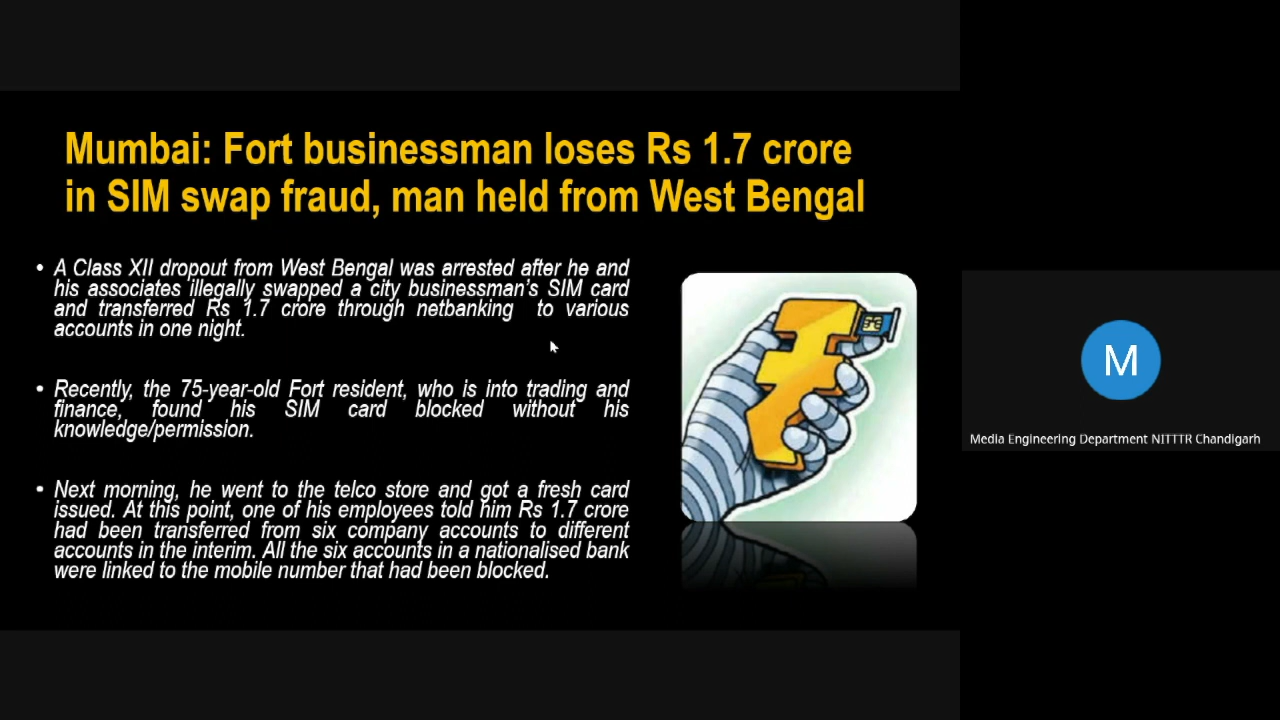 Mumbai: Fort businessman loses Rs 1.7 crore
in SIM swap fraud, man held from West Bengal
• A Class XII dropout from West Bengal was arrested after he and
his associates illegally swapped a city businessman's SIM card
and transferred Rs 1.7 crore through netbanking to various
accounts in one night.
• Recently, the 75-year-old Fort resident, who is into trading and
finance, found his SIM card blocked without his
knowledge/permission.
• Next morning, he went to the telco store and got a fresh card
issued. At this point, one of his employees told him Rs 1.7 crore
had been transferred from six company accounts to different
accounts in the interim. All the six accounts in a nationalised bank
were linked to the mobile number that had been blocked.
M
Media Engineering Department NITTTR Chandigarh